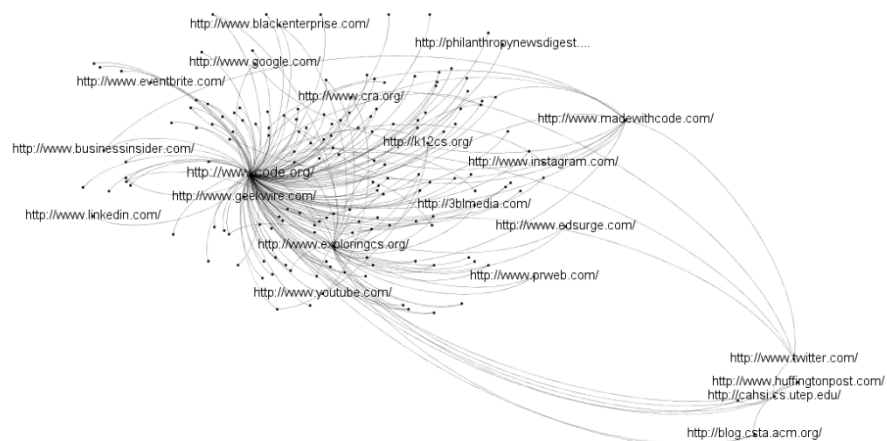 http://www.blackenterprise.com/
http://philanthropynewsdigest....
http://www.google.com/
http://www.eventbrite.com/
http://www.cra.org/
http://www.madewithcode.com/
http://k12cs.org/
http://www.businessinsider.com/
http://www.instagram.com/
http://www.code.org/
http://www.geekwire.com/
http://3blmedia.com/
http://www.linkedin.com/
http://www.edsurge.com/
http://www.exploringcs.org/
http://www.prweb.com/
http://www.youtube.com/
http://www.twitter.com/
http://www.huffingtonpost.com/
http://cahsi.cs.utep.edu/
http://blog.csta.acm.org/